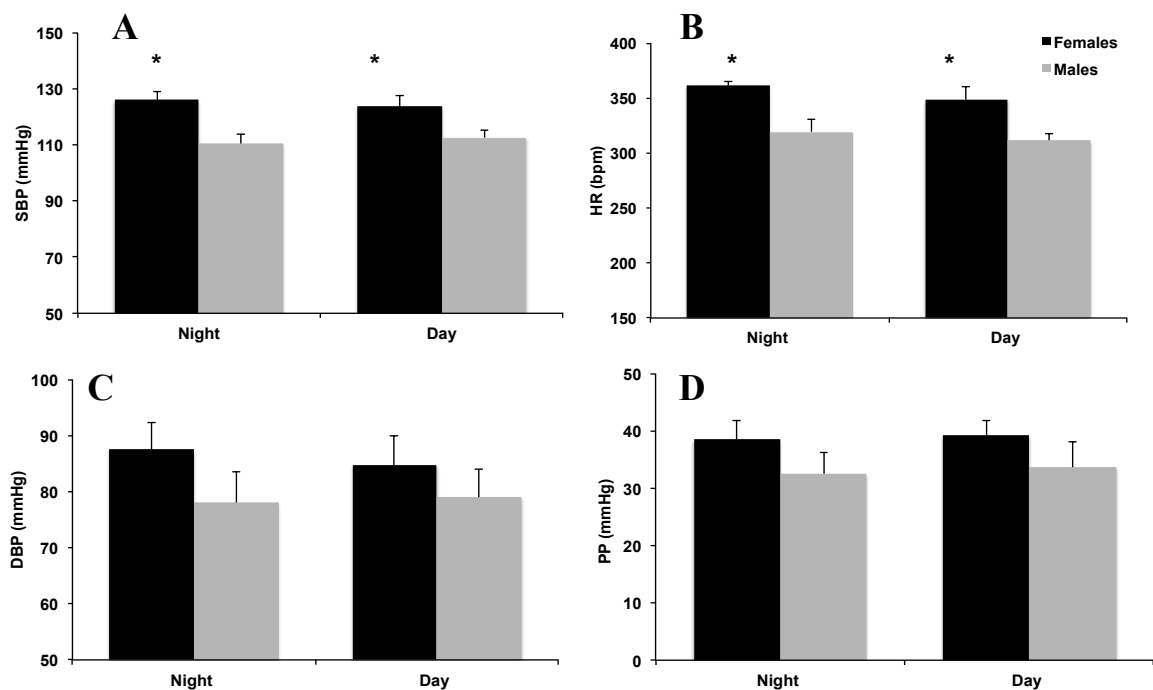 A
150
130
110
90
70
50
SBP (mmHg)
*
*
Night
Day
B
400
350
300
250
200
150
HR (bpm)
*
*
Females
Males
Night
Day
C
100
90
80
70
60
50
DBP (mmHg)
Night
Day
D
50
40
30
20
10
0
PP (mmHg)
Night
Day